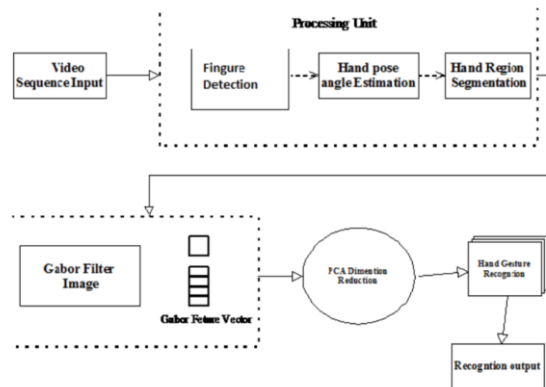 Processing Unit
Video
Sequence Input
Fingure
Detection
Hand pose
angle Estimation
Hand Region
Segmentation
Gabor Filter
Image
Gabor Feture Vector
PCA Dimention
Reduction
Hand Gesture
Recogntion
Recogntion output